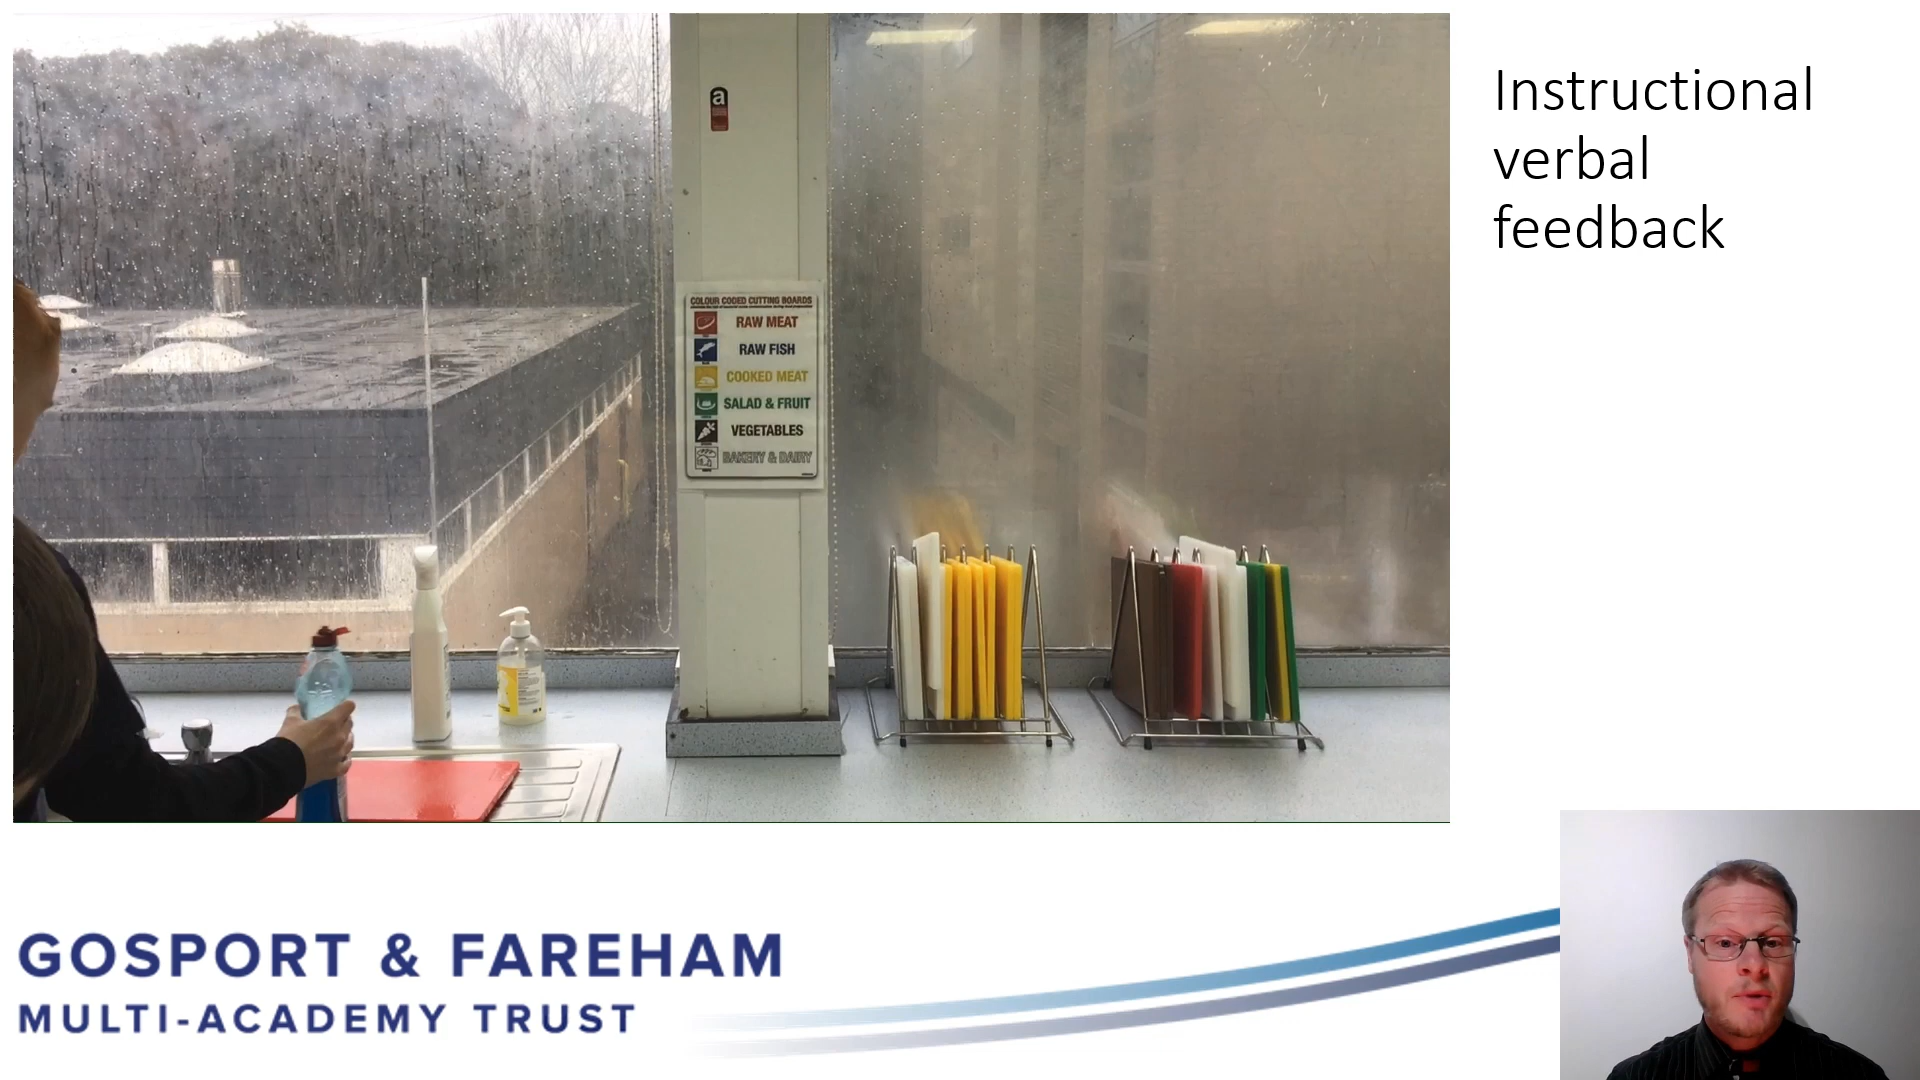 Instructional
verbal
feedback
a
COLOUR CODED CUTTING BOARDS
RAW MEAT
RAW FISH
COOKED MEAT
SALAD & FRUIT
VEGETABLES
BAKERY & DAIRY
GOSPORT & FAREHAM
MULTI-ACADEMY TRUST